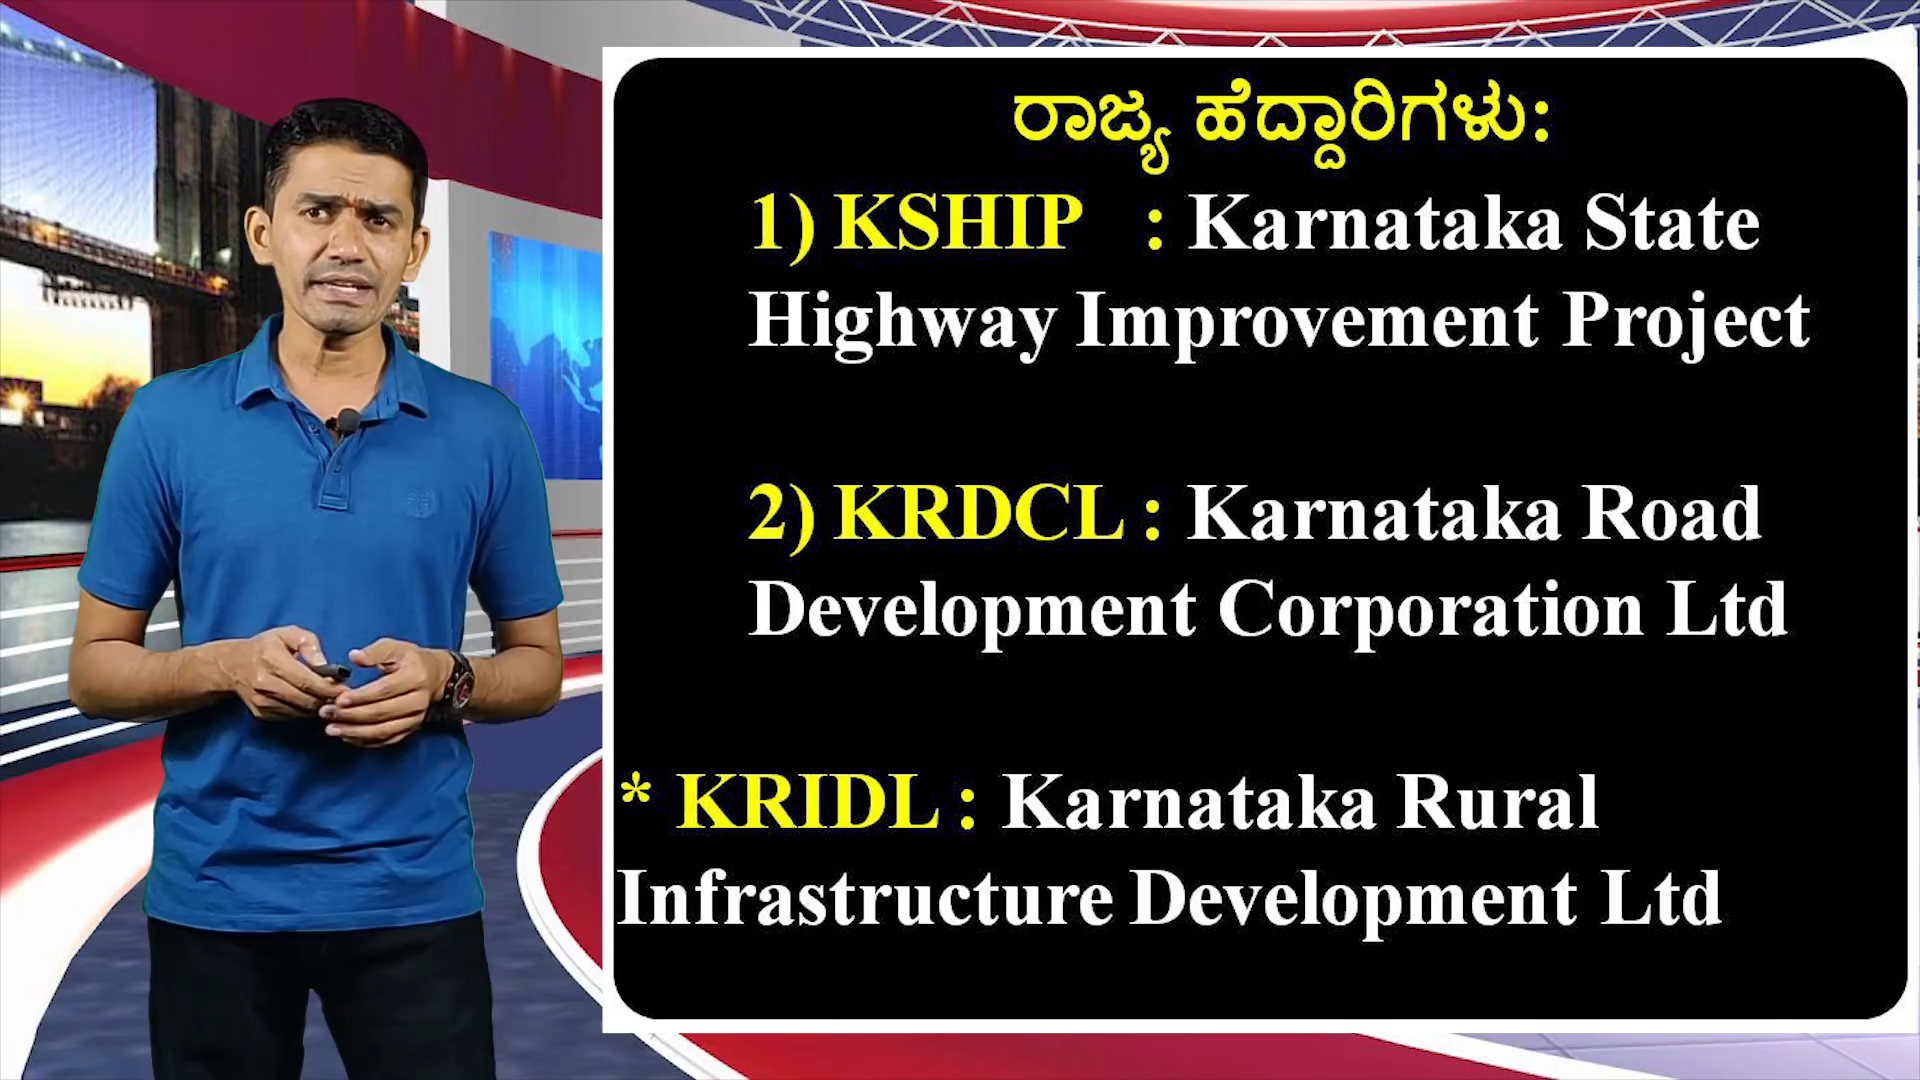 ರಾಜ್ಯ ಹೆದ್ದಾರಿಗಳು:
1) KSHIP : Karnataka State
Highway Improvement Project
2) KRDCL : Karnataka Road
Development Corporation Ltd
* KRIDL : Karnataka Rural
Infrastructure Development Ltd